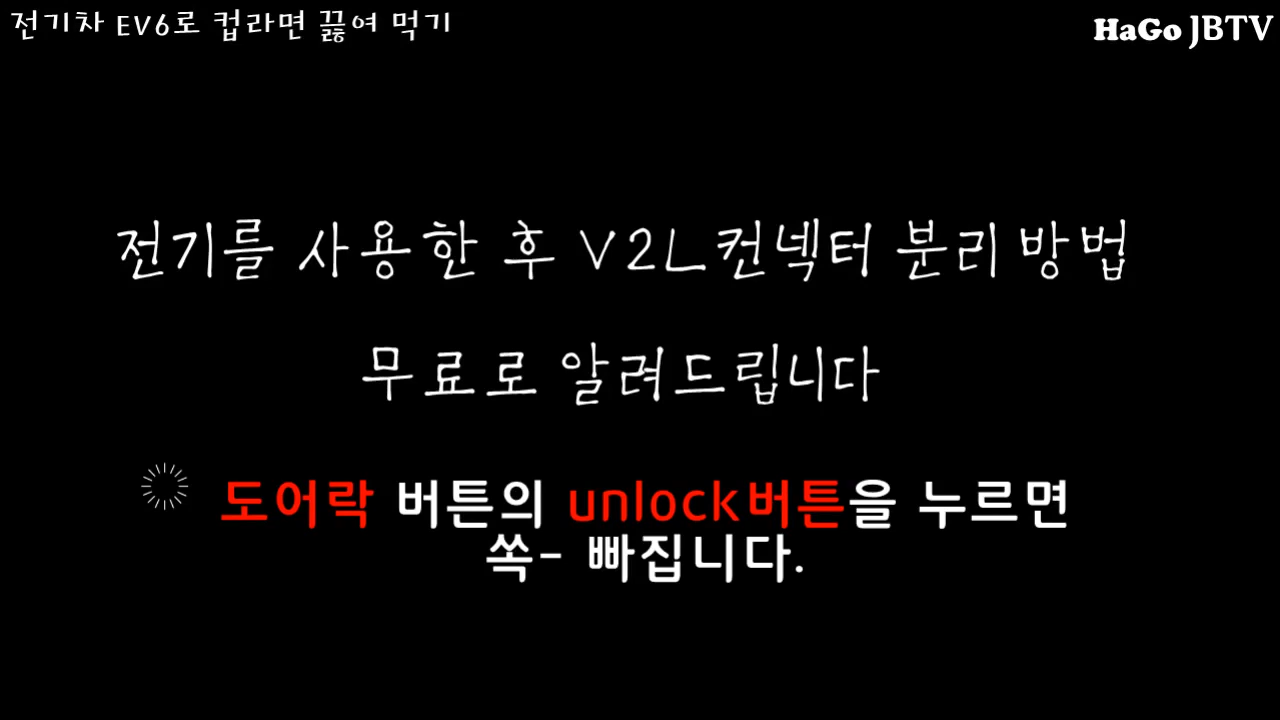 전기차 EV6로 컵라면 끓여 먹기
HaGo JBTV
전기를 사용한 후 V2L컨넥터 분리 방법
무료로 알려드립니다
도어락 버튼의 unlock버튼을 누르면
쏙- 빠집니다.